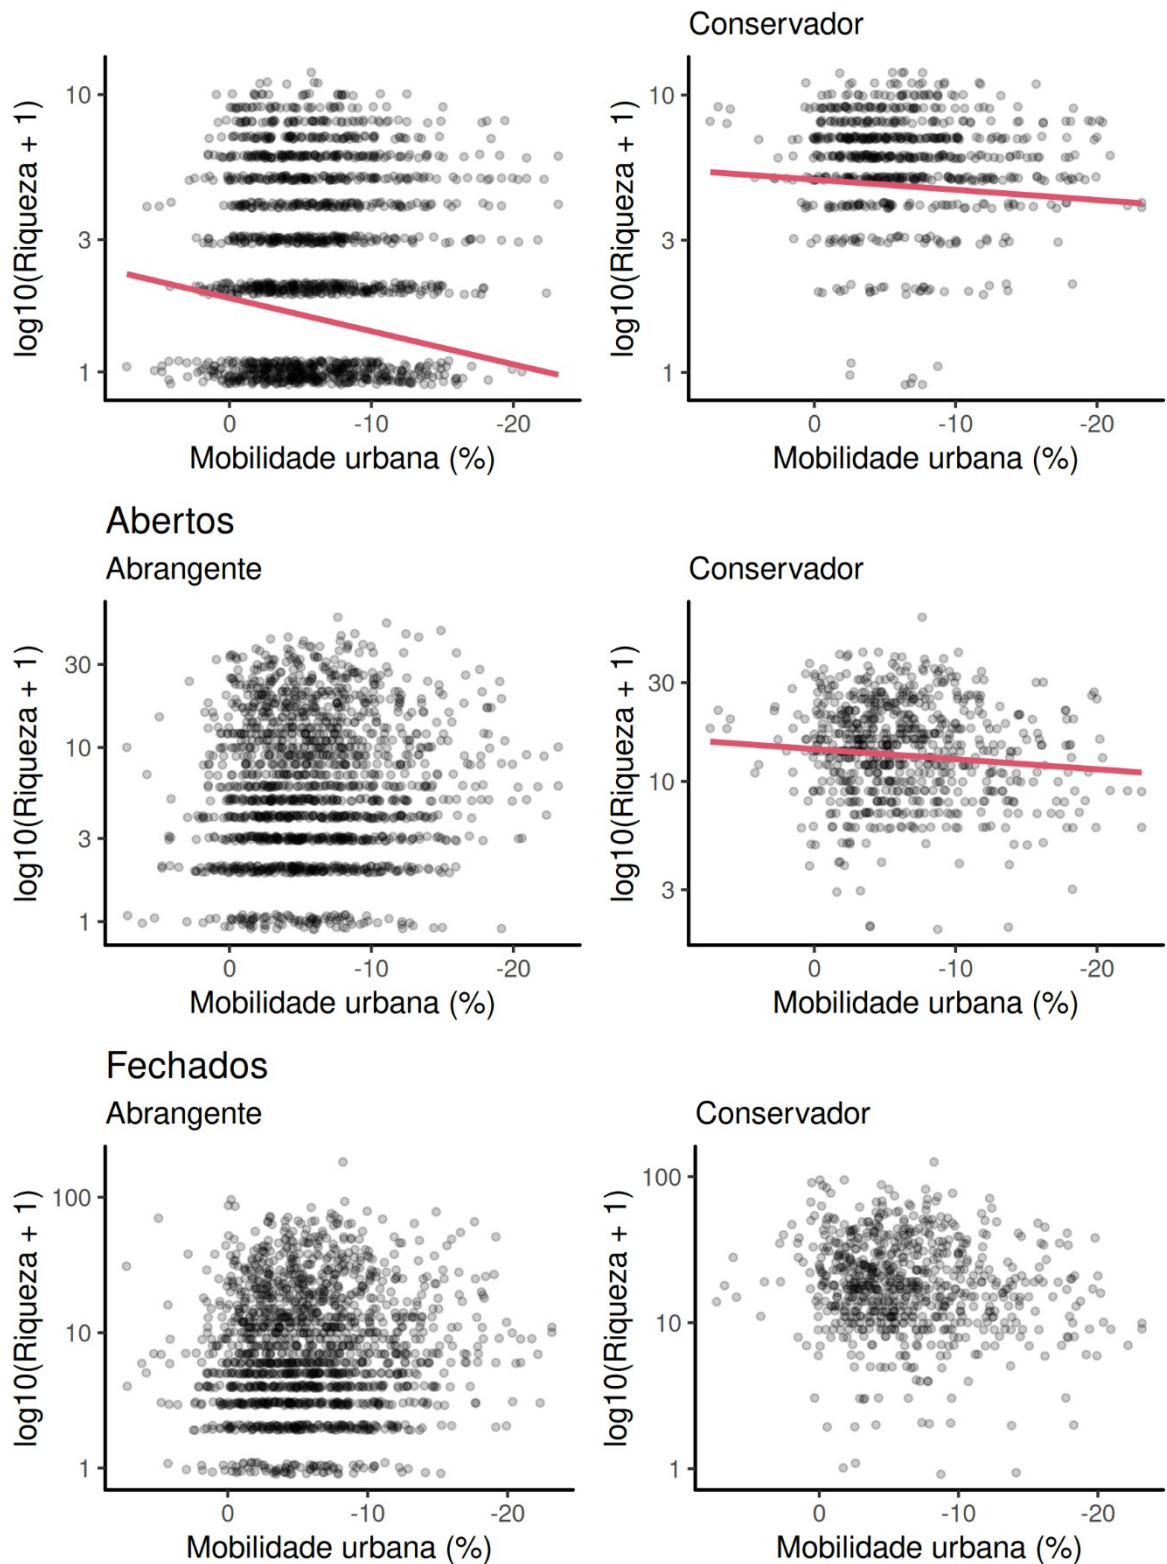 Conservador
log10(Riqueza + 1)
10
3
1
0 -10 -20
Mobilidade urbana (%)
log10(Riqueza + 1)
10
3
1
0 -10 -20
Mobilidade urbana (%)
Abertos
Abrangente
log10(Riqueza + 1)
30
10
3
1
0 -10 -20
Mobilidade urbana (%)
Conservador
log10(Riqueza + 1)
30
10
3
0 -10 -20
Mobilidade urbana (%)
Fechados
Abrangente
log10(Riqueza + 1)
100
10
1
0 -10 -20
Mobilidade urbana (%)
Conservador
log10(Riqueza + 1)
100
10
1
0 -10 -20
Mobilidade urbana (%)